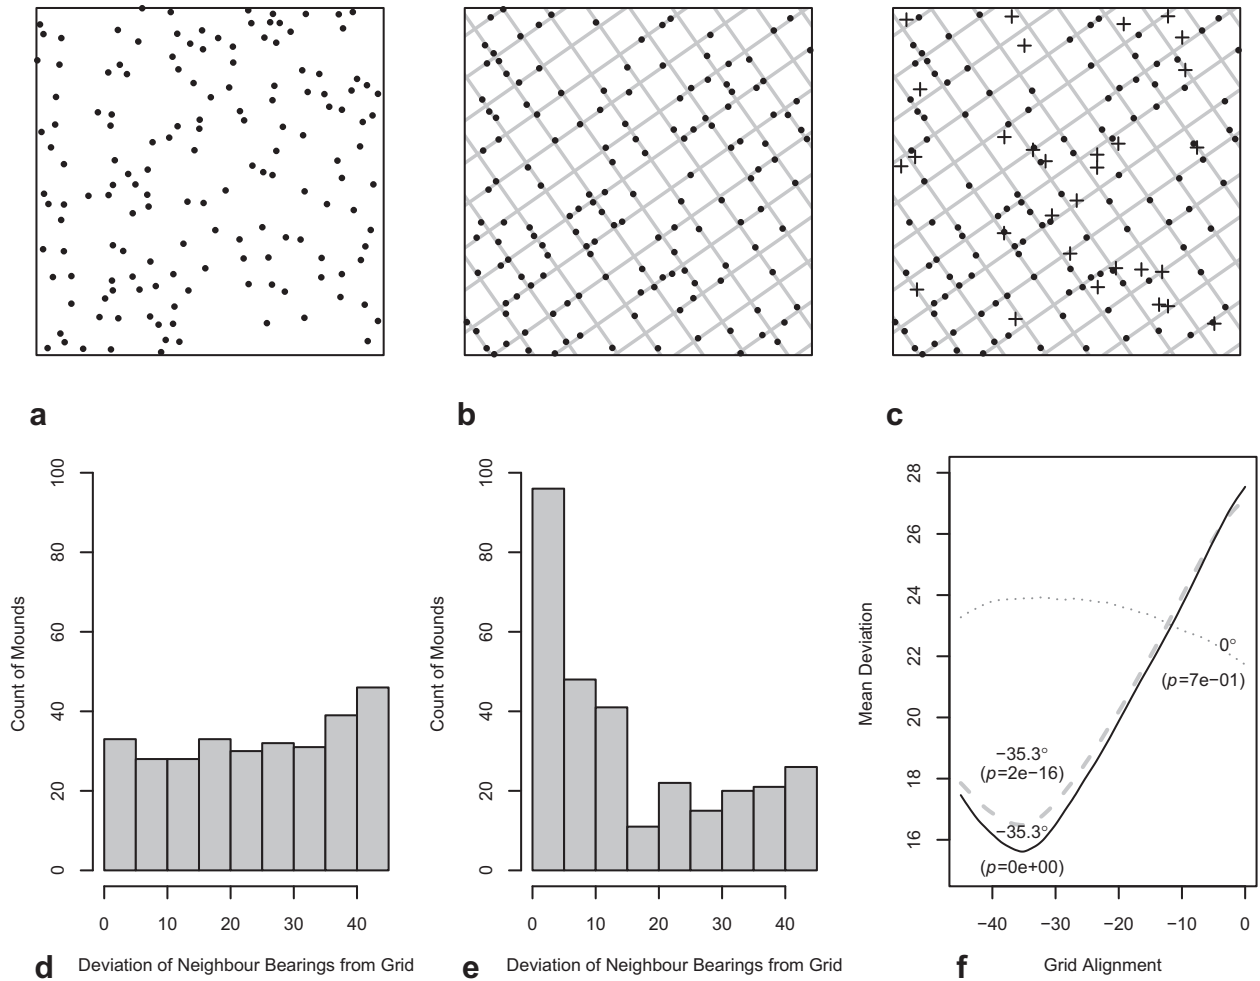 a
b
c
100
80
60
40
20
0
Count of Mounds
0 10 20 30 40
d Deviation of Neighbour Bearings from Grid
100
80
60
40
20
0
Count of Mounds
0 10 20 30 40
e Deviation of Neighbour Bearings from Grid
28
26
24
22
20
18
16
Mean Deviation
0°
(p=7e−01)
−35.3°
(p=2e−16)
−35.3°
(p=0e+00)
−40 −30 −20 −10 0
f Grid Alignment